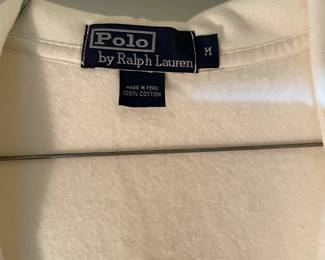 Polo
by Ralph Lauren
M
MADE IN PERU
100% COTTON